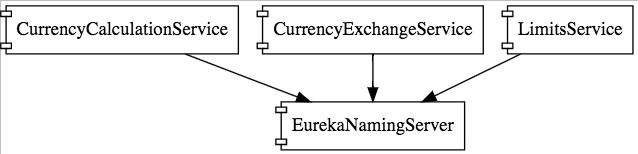 CurrencyCalculationService
CurrencyExchangeService
LimitsService
EurekaNamingServer